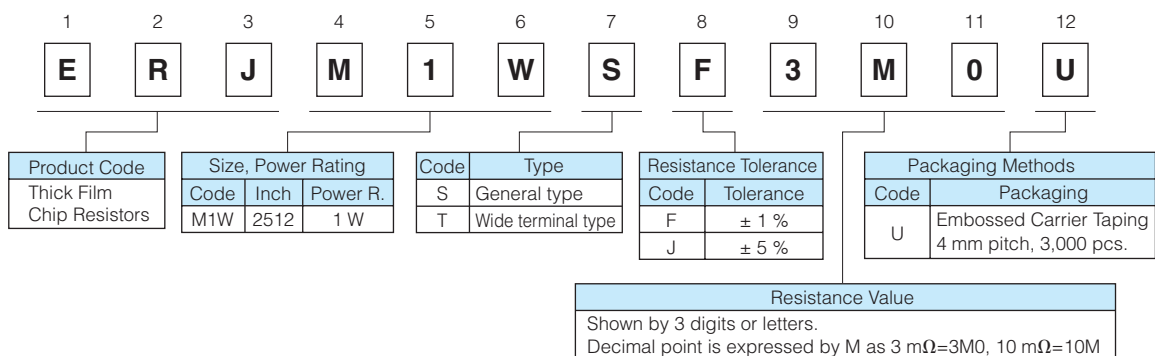 1 2 3 4 5 6 7 8 9 10 11 12
E R J M 1 W S F 3 M 0 U
Product Code
Thick Film
Chip Resistors
Size, Power Rating
Code Inch Power R.
M1W 2512 1 W
Code Type
S General type
T Wide terminal type
Resistance Tolerance
Code Tolerance
F ± 1 %
J ± 5 %
Packaging Methods
Code Packaging
U Embossed Carrier Taping
4 mm pitch, 3,000 pcs.
Resistance Value
Shown by 3 digits or letters.
Decimal point is expressed by M as 3 mΩ=3M0, 10 mΩ=10M